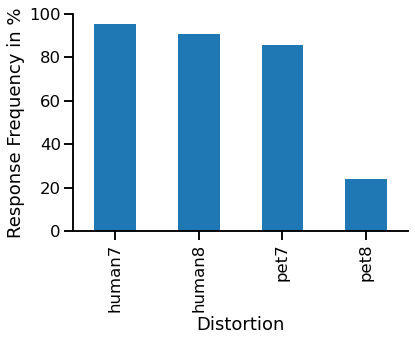 Response Frequency in %
100
80
60
40
20
0
human7
human8
pet7
pet8
Distortion